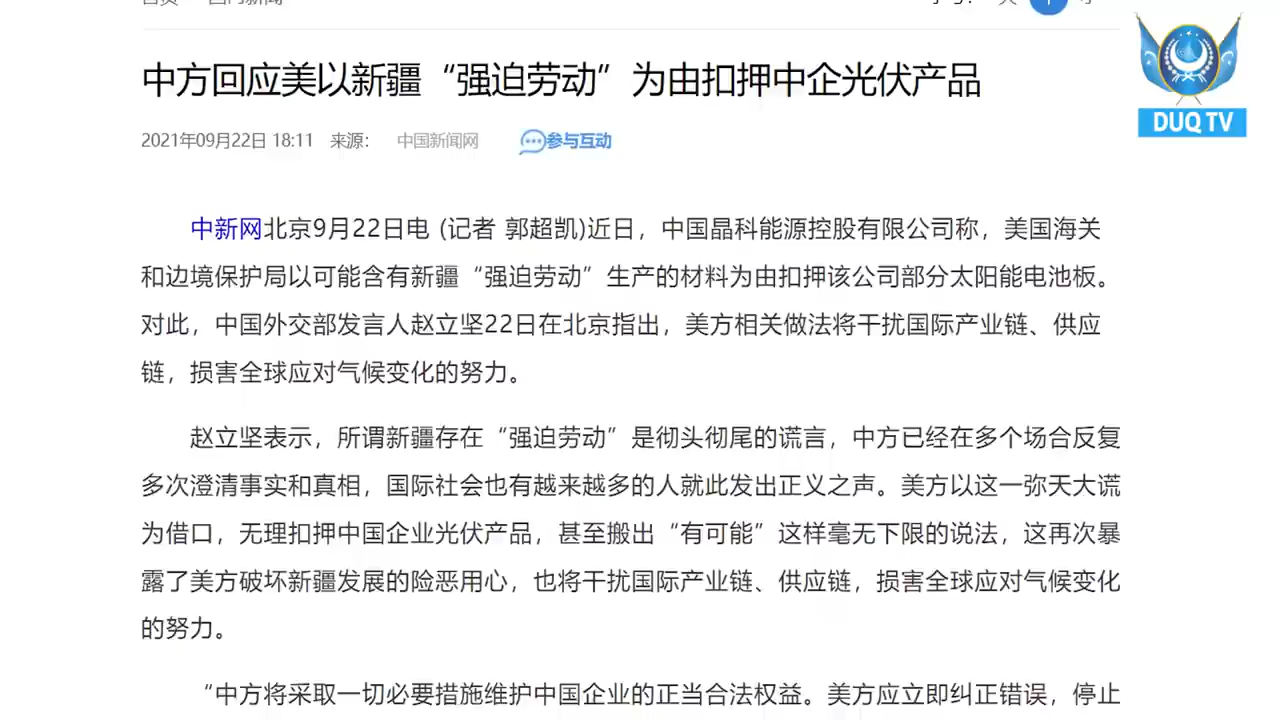 中方回应美以新疆“强迫劳动”为由扣押中企光伏产品
DUQ TV
2021年09月22日 18:11 来源： 中国新闻网 参与互动
中新网北京9月22日电 (记者 郭超凯)近日，中国晶科能源控股有限公司称，美国海关
和边境保护局以可能含有新疆“强迫劳动”生产的材料为由扣押该公司部分太阳能电池板。
对此，中国外交部发言人赵立坚22日在北京指出，美方相关做法将干扰国际产业链、供应
链，损害全球应对气候变化的努力。
赵立坚表示，所谓新疆存在“强迫劳动”是彻头彻尾的谎言，中方已经在多个场合反复
多次澄清事实和真相，国际社会也有越来越多的人就此发出正义之声。美方以这一弥天大谎
为借口，无理扣押中国企业光伏产品，甚至搬出“有可能”这样毫无下限的说法，这再次暴
露了美方破坏新疆发展的险恶用心，也将干扰国际产业链、供应链，损害全球应对气候变化
的努力。
“中方将采取一切必要措施维护中国企业的正当合法权益。美方应立即纠正错误，停止